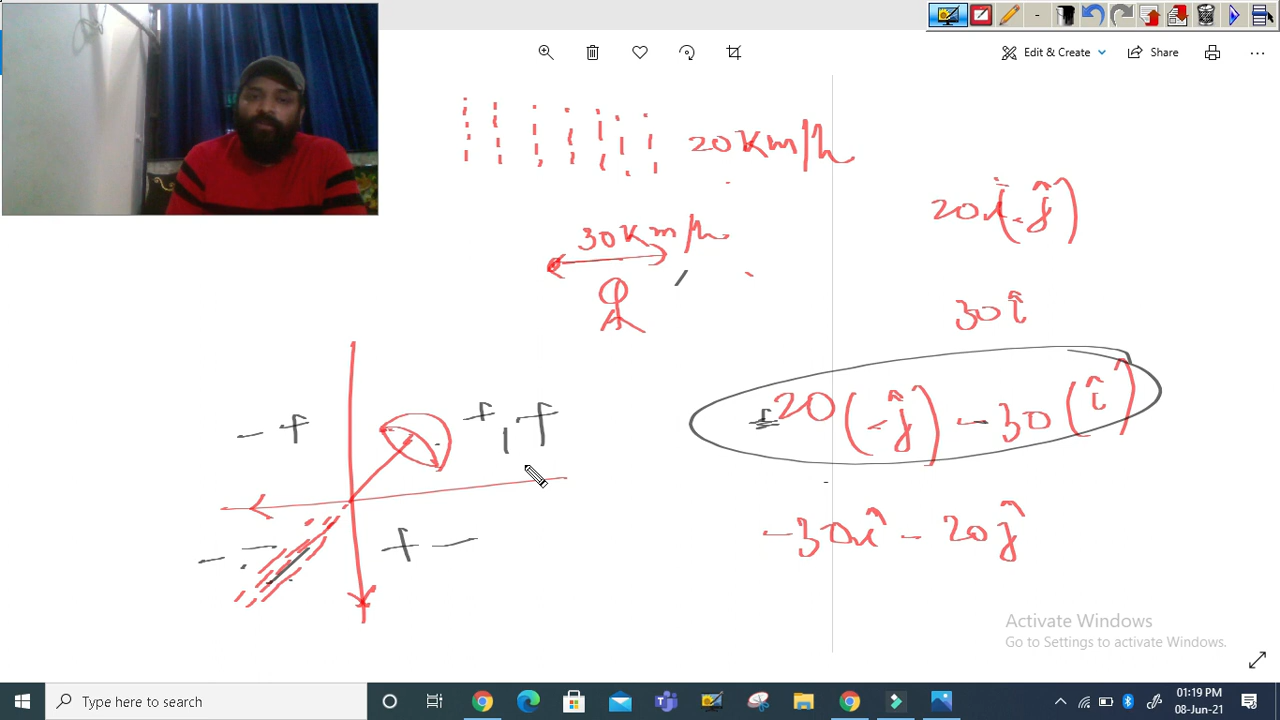 Edit & Create
Share
20 Km/h
20x(-ĵ)
30 Km/h
30î
- +
+, +
+20(-ĵ) - 30(î)
- -
+ -
-30î - 20ĵ
Activate Windows
Go to Settings to activate Windows.
Type here to search
01:19 PM
08-Jun-21